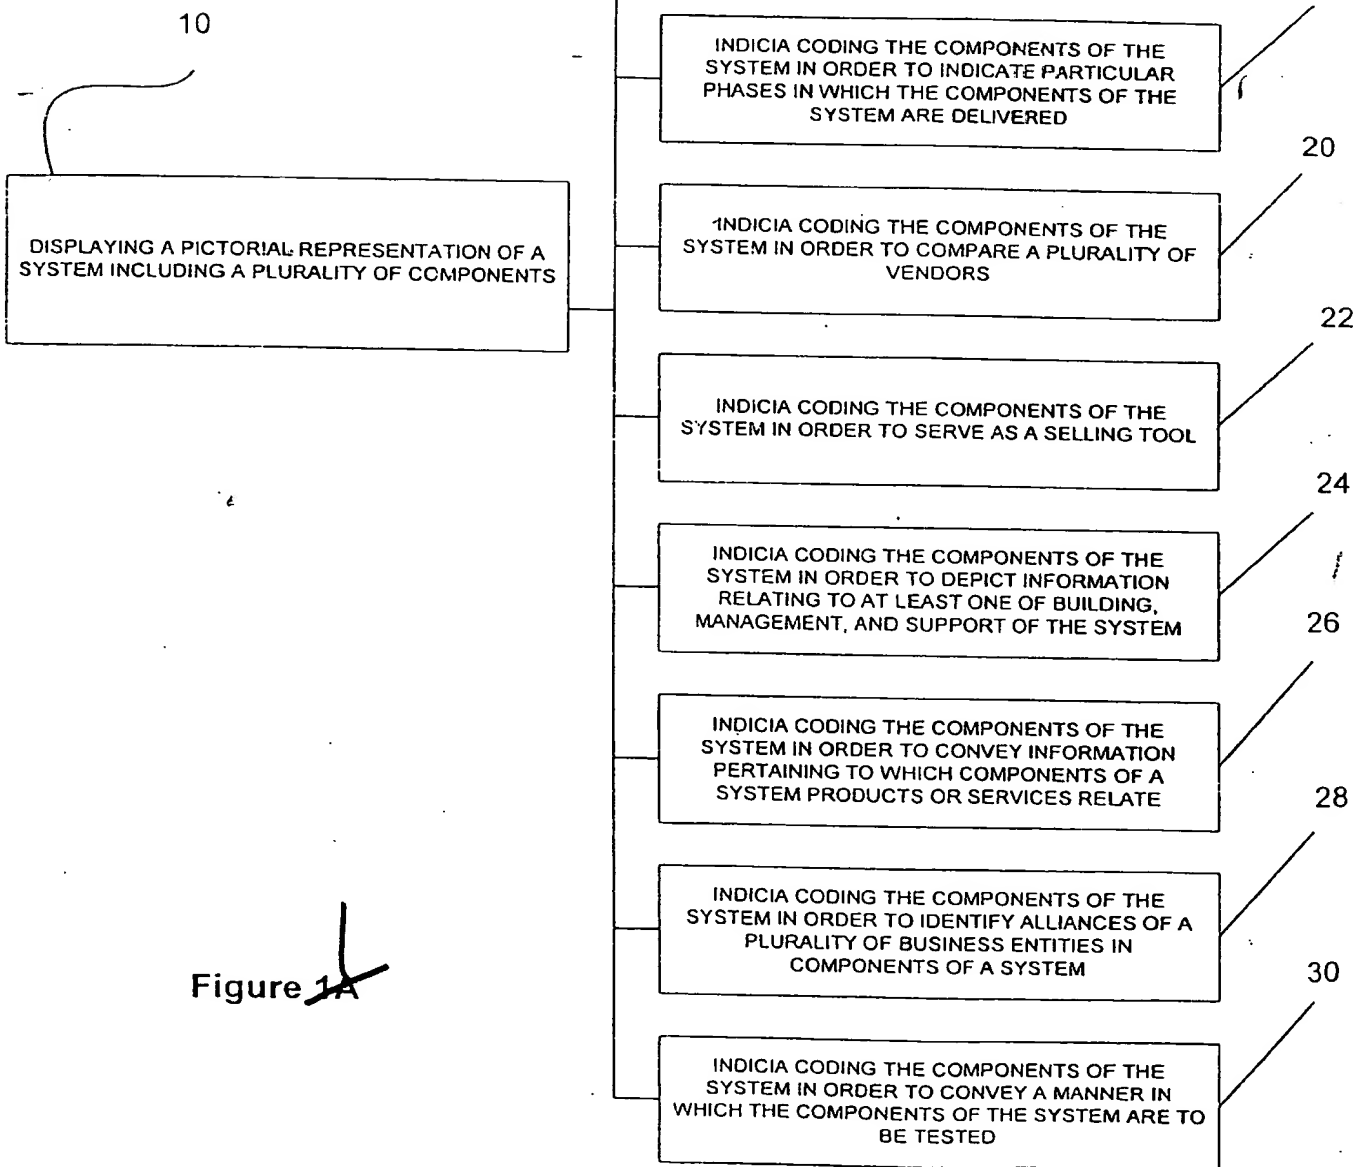 10
INDICIA CODING THE COMPONENTS OF THE
SYSTEM IN ORDER TO INDICATE PARTICULAR
PHASES IN WHICH THE COMPONENTS OF THE
SYSTEM ARE DELIVERED
20
DISPLAYING A PICTORIAL REPRESENTATION OF A
SYSTEM INCLUDING A PLURALITY OF COMPONENTS
INDICIA CODING THE COMPONENTS OF THE
SYSTEM IN ORDER TO COMPARE A PLURALITY OF
VENDORS
22
INDICIA CODING THE COMPONENTS OF THE
SYSTEM IN ORDER TO SERVE AS A SELLING TOOL
24
INDICIA CODING THE COMPONENTS OF THE
SYSTEM IN ORDER TO DEPICT INFORMATION
RELATING TO AT LEAST ONE OF BUILDING,
MANAGEMENT, AND SUPPORT OF THE SYSTEM
26
INDICIA CODING THE COMPONENTS OF THE
SYSTEM IN ORDER TO CONVEY INFORMATION
PERTAINING TO WHICH COMPONENTS OF A
SYSTEM PRODUCTS OR SERVICES RELATE
28
INDICIA CODING THE COMPONENTS OF THE
SYSTEM IN ORDER TO IDENTIFY ALLIANCES OF A
PLURALITY OF BUSINESS ENTITIES IN
COMPONENTS OF A SYSTEM
30
Figure 1A
INDICIA CODING THE COMPONENTS OF THE
SYSTEM IN ORDER TO CONVEY A MANNER IN
WHICH THE COMPONENTS OF THE SYSTEM ARE TO
BE TESTED